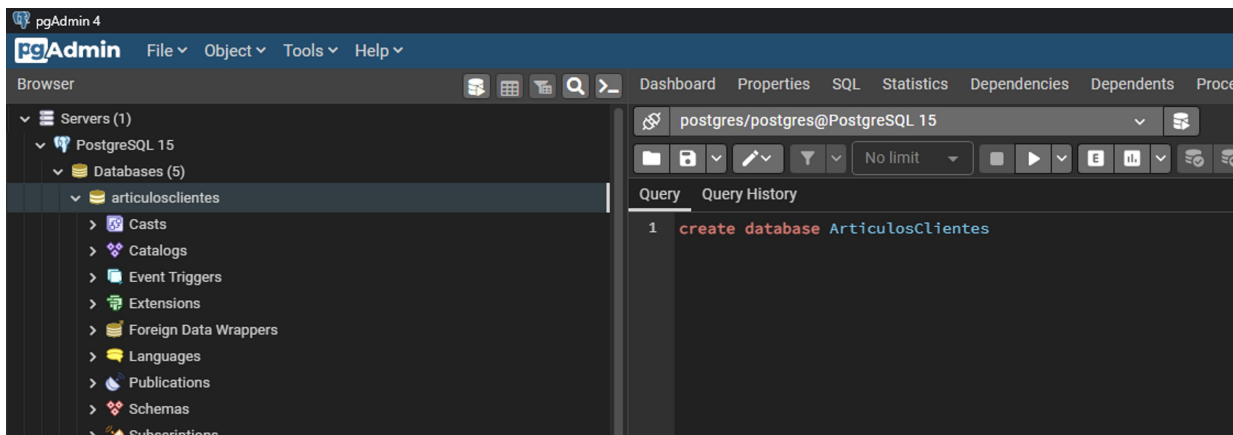 pgAdmin 4
pgAdmin File Object Tools Help
Browser
Dashboard Properties SQL Statistics Dependencies Dependents Proce
Servers (1)
PostgreSQL 15
Databases (5)
articulosclientes
Casts
Catalogs
Event Triggers
Extensions
Foreign Data Wrappers
Languages
Publications
Schemas
Subscriptions
postgres/postgres@PostgreSQL 15
No limit
E
Query Query History
1 create database ArticulosClientes